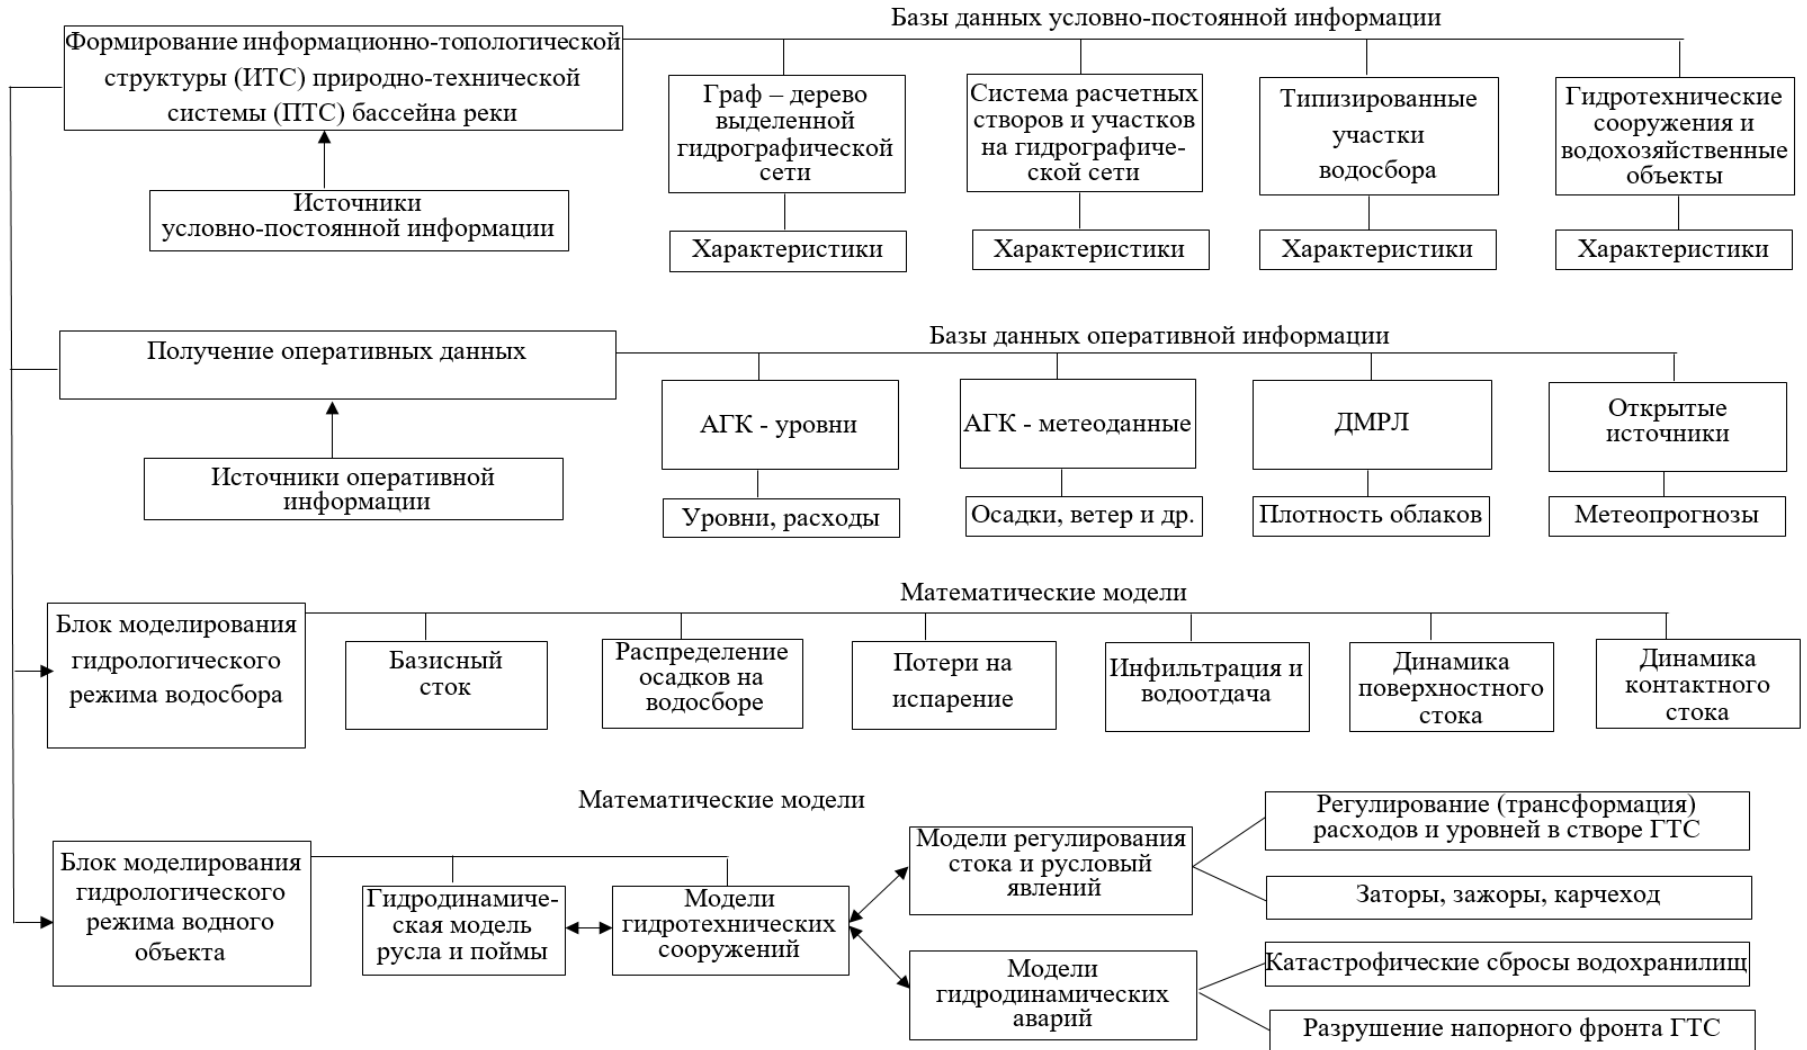 Базы данных условно-постоянной информации
Формирование информационно-топологической
структуры (ИТС) природно-технической
системы (ПТС) бассейна реки
Источники
условно-постоянной информации
Граф – дерево
выделенной
гидрографической
сети
Характеристики
Система расчетных
створов и участков
на гидрографиче-
ской сети
Характеристики
Типизированные
участки
водосбора
Характеристики
Гидротехнические
сооружения и
водохозяйственные
объекты
Характеристики
Базы данных оперативной информации
Получение оперативных данных
Источники оперативной
информации
АГК - уровни
Уровни, расходы
АГК - метеоданные
Осадки, ветер и др.
ДМРЛ
Плотность облаков
Открытые
источники
Метеопрогнозы
Математические модели
Блок моделирования
гидрологического
режима водосбора
Базисный
сток
Распределение
осадков на
водосборе
Потери на
испарение
Инфильтрация и
водоотдача
Динамика
поверхностного
стока
Динамика
контактного
стока
Математические модели
Блок моделирования
гидрологического
режима водного
объекта
Гидродинамиче-
ская модель
русла и поймы
Модели
гидротехнических
сооружений
Модели регулирования
стока и русловый
явлений
Регулирование (трансформация)
расходов и уровней в створе ГТС
Заторы, зажоры, карчеход
Модели
гидродинамических
аварий
Катастрофические сбросы водохранилищ
Разрушение напорного фронта ГТС